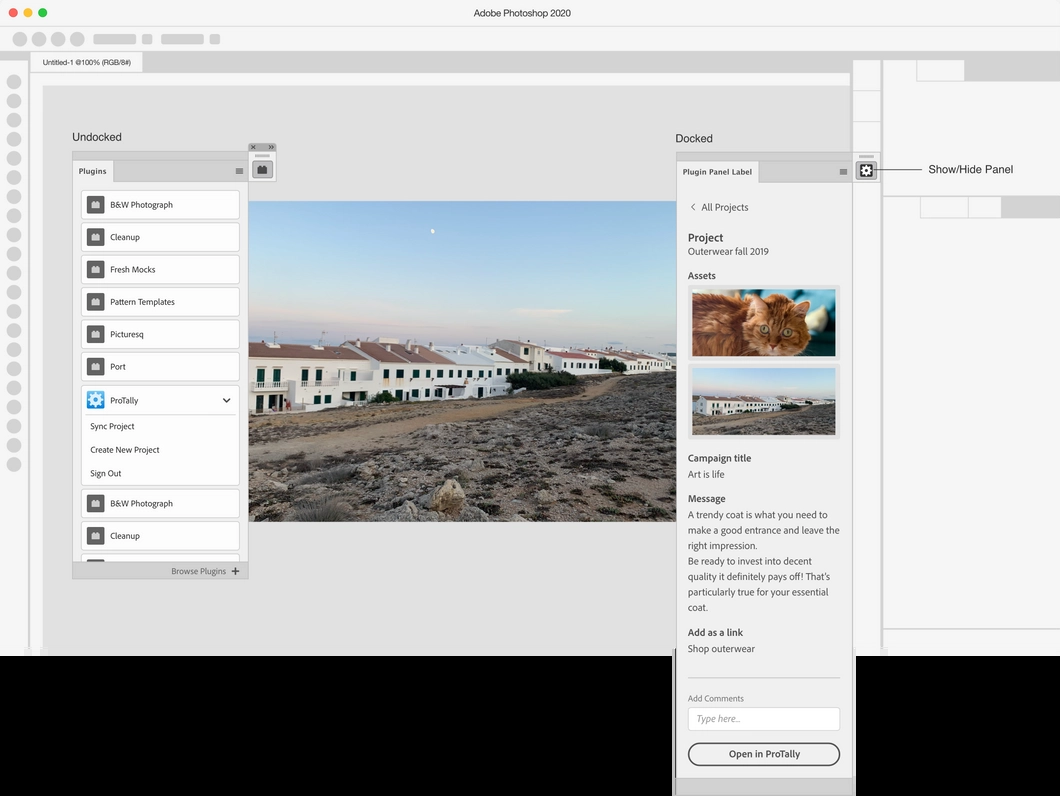 Adobe Photoshop 2020
Untitled-1 @100% (RGB/8#)
Undocked
Plugins
B&W Photograph
Cleanup
Fresh Mocks
Pattern Templates
Picturesq
Port
ProTally
Sync Project
Create New Project
Sign Out
B&W Photograph
Cleanup
Browse Plugins
Docked
Plugin Panel Label
Show/Hide Panel
All Projects
Project
Outerwear fall 2019
Assets
Campaign title
Art is life
Message
A trendy coat is what you need to
make a good entrance and leave the
right impression.
Be ready to invest into decent
quality it definitely pays off! That's
particularly true for your essential
coat.
Add as a link
Shop outerwear
Add Comments
Type here..
Open in ProTally